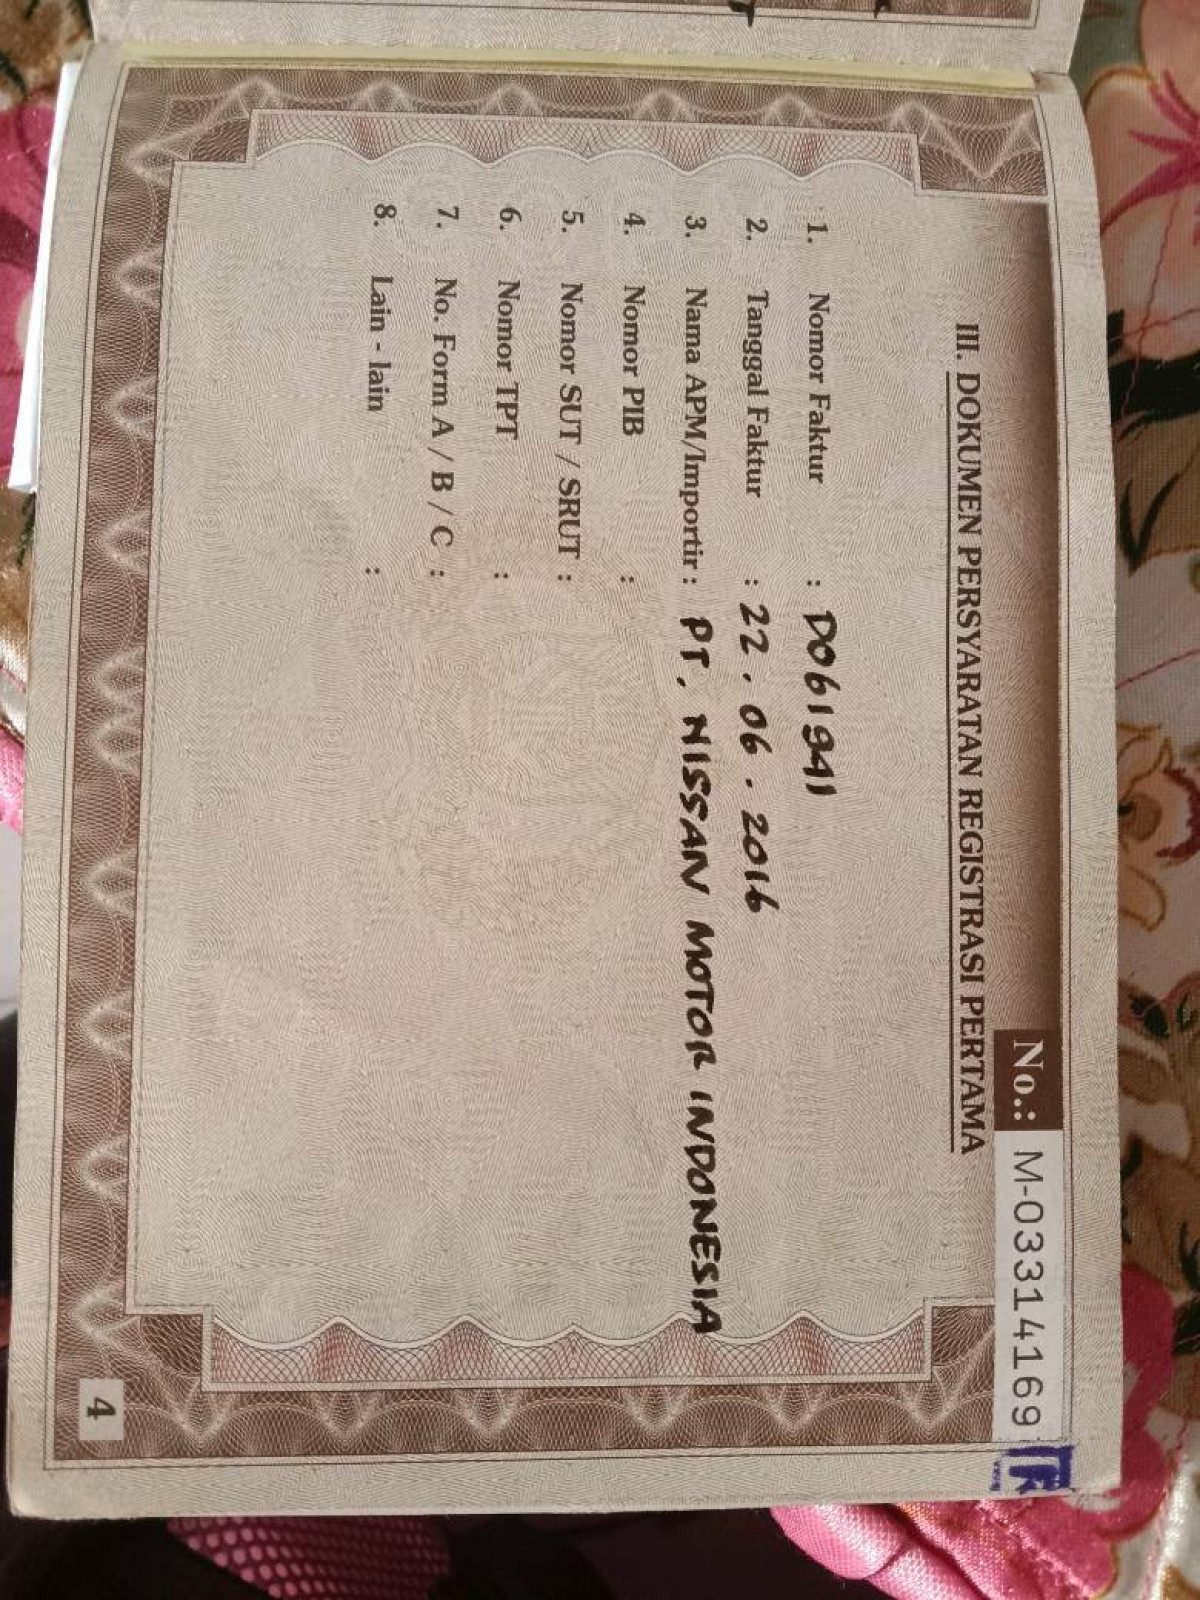 No.: M-03314169
III. DOKUMEN PERSYARATAN REGISTRASI PERTAMA
1. Nomor Faktur : D061941
2. Tanggal Faktur : 22.06.2016
3. Nama APM/Importir : PT. NISSAN MOTOR INDONESIA
4. Nomor PIB :
5. Nomor SUT / SRUT :
6. Nomor TPT :
7. No. Form A / B / C :
8. Lain - lain :
4